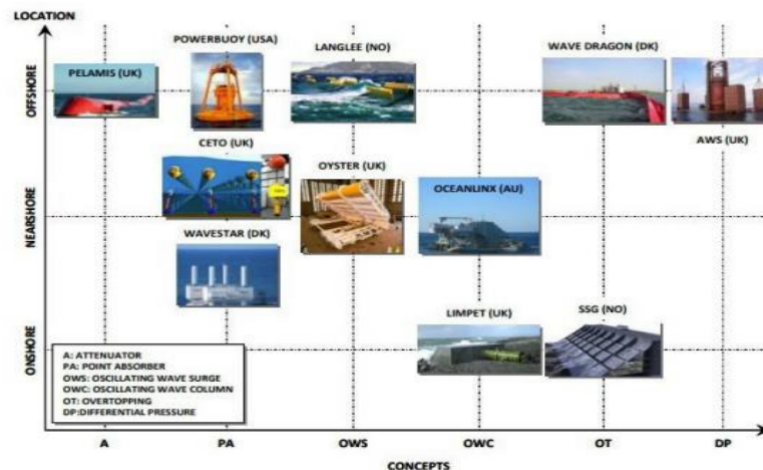 LOCATION
POWERBUOY (USA)
LANGLEE (NO)
WAVE DRAGON (DK)
PELAMIS (UK)
OFFSHORE
CETO (UK)
AWS (UK)
OYSTER (UK)
OCEANLINX (AU)
NEARSHORE
WAVESTAR (DK)
LIMPET (UK)
SSG (NO)
ONSHORE
A: ATTENUATOR
PA: POINT ABSORBER
OWS: OSCILLATING WAVE SURGE
OWC: OSCILLATING WAVE COLUMN
OT: OVERTOPPING
DP:DIFFERENTIAL PRESSURE
A PA OWS OWC OT DP
CONCEPTS